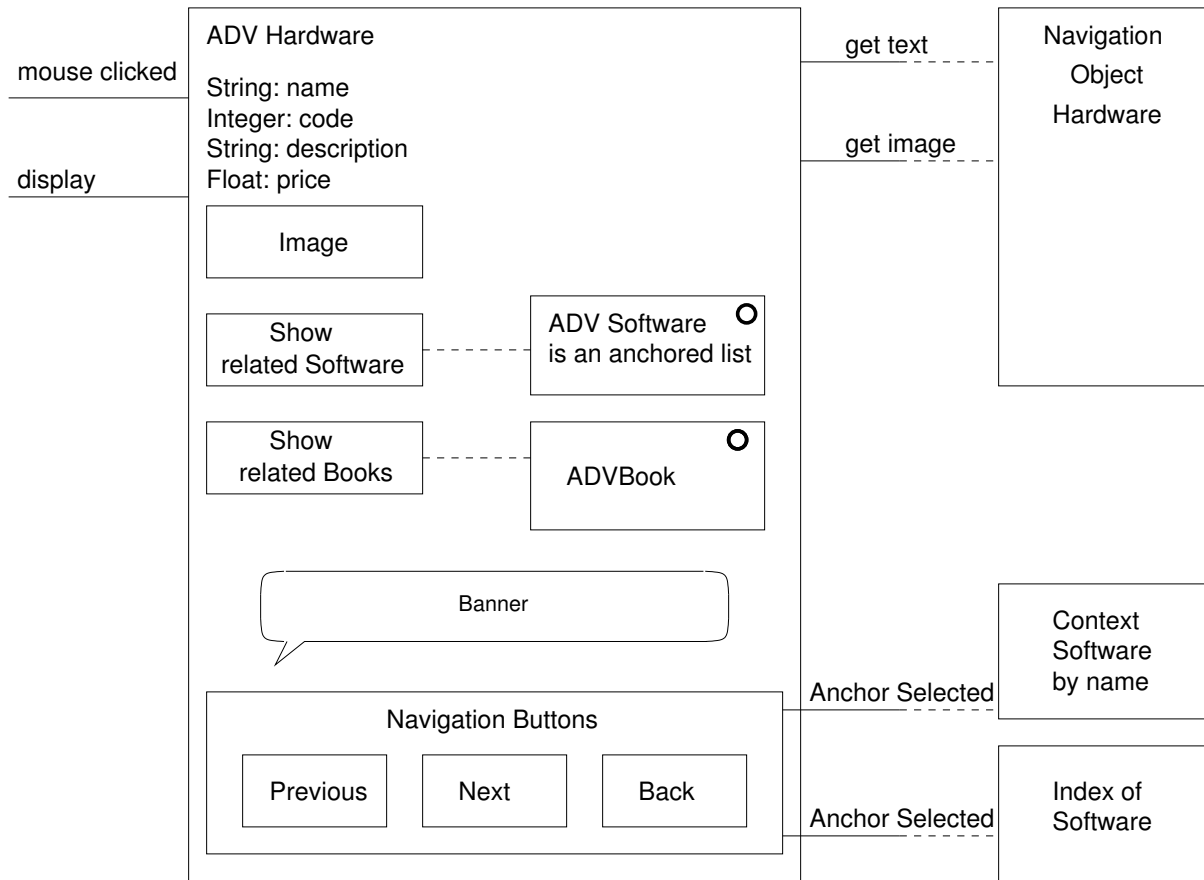 ADV Hardware
mouse clicked
display
String: name
Integer: code
String: description
Float: price
Image
Show
related Software
ADV Software
is an anchored list
Show
related Books
ADVBook
Banner
Navigation Buttons
Previous
Next
Back
get text
get image
Navigation
Object
Hardware
Anchor Selected
Context
Software
by name
Anchor Selected
Index of
Software